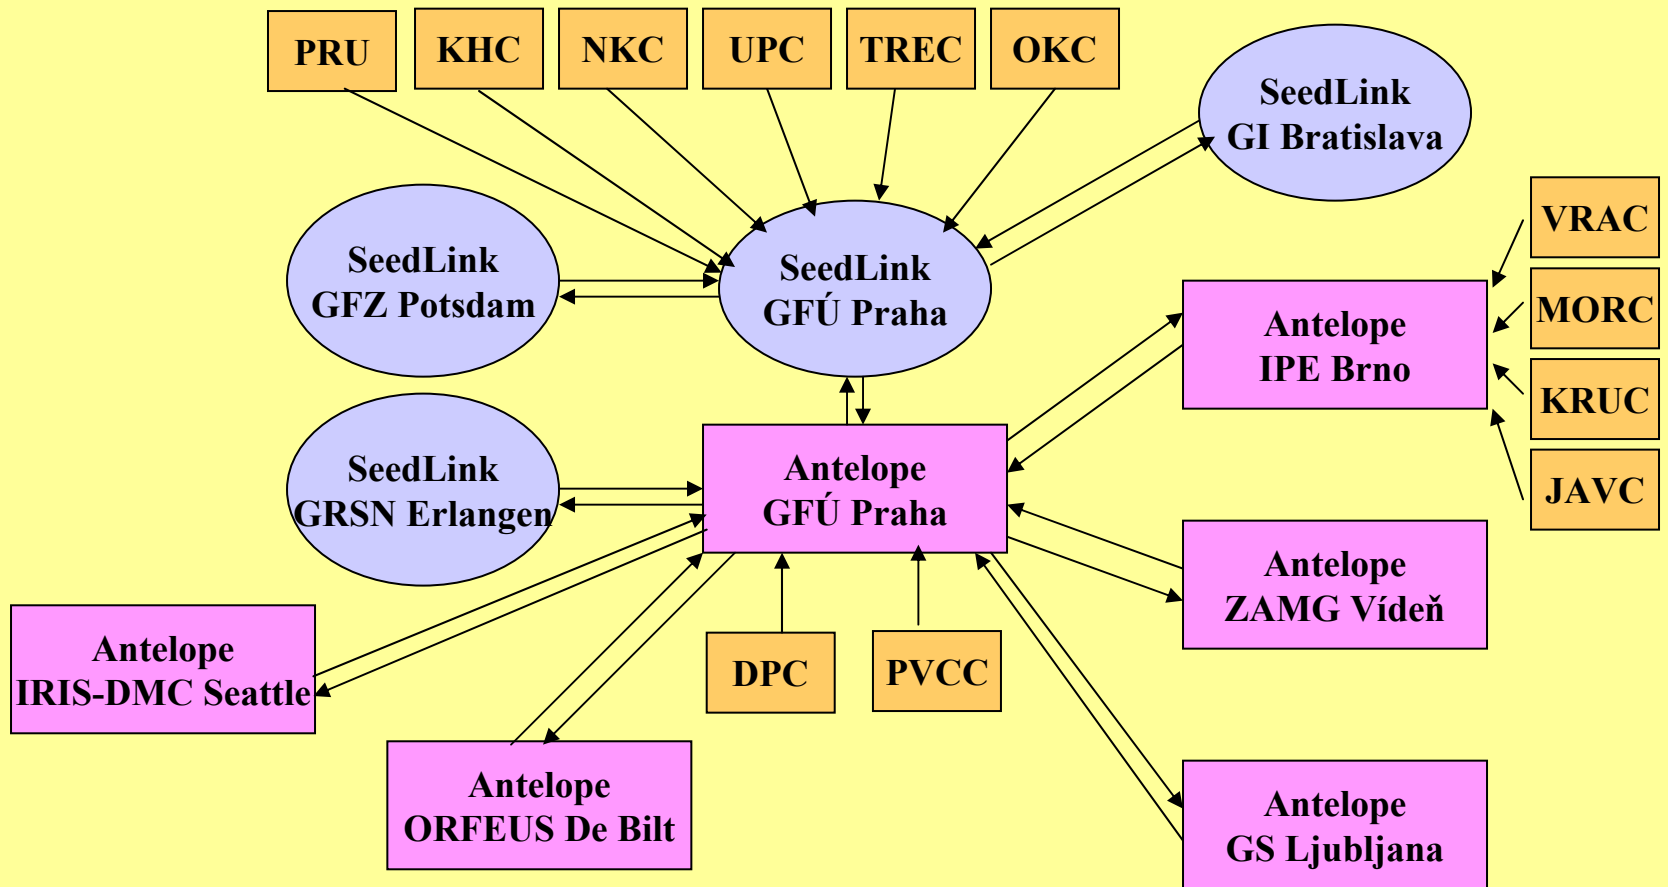 PRU
KHC
NKC
UPC
TREC
OKC
SeedLink
GI Bratislava
VRAC
SeedLink
GFZ Potsdam
SeedLink
GFÚ Praha
MORC
Antelope
IPE Brno
KRUC
SeedLink
GRSN Erlangen
Antelope
GFÚ Praha
JAVC
Antelope
ZAMG Vídeň
Antelope
IRIS-DMC Seattle
DPC
PVCC
Antelope
ORFEUS De Bilt
Antelope
GS Ljubljana